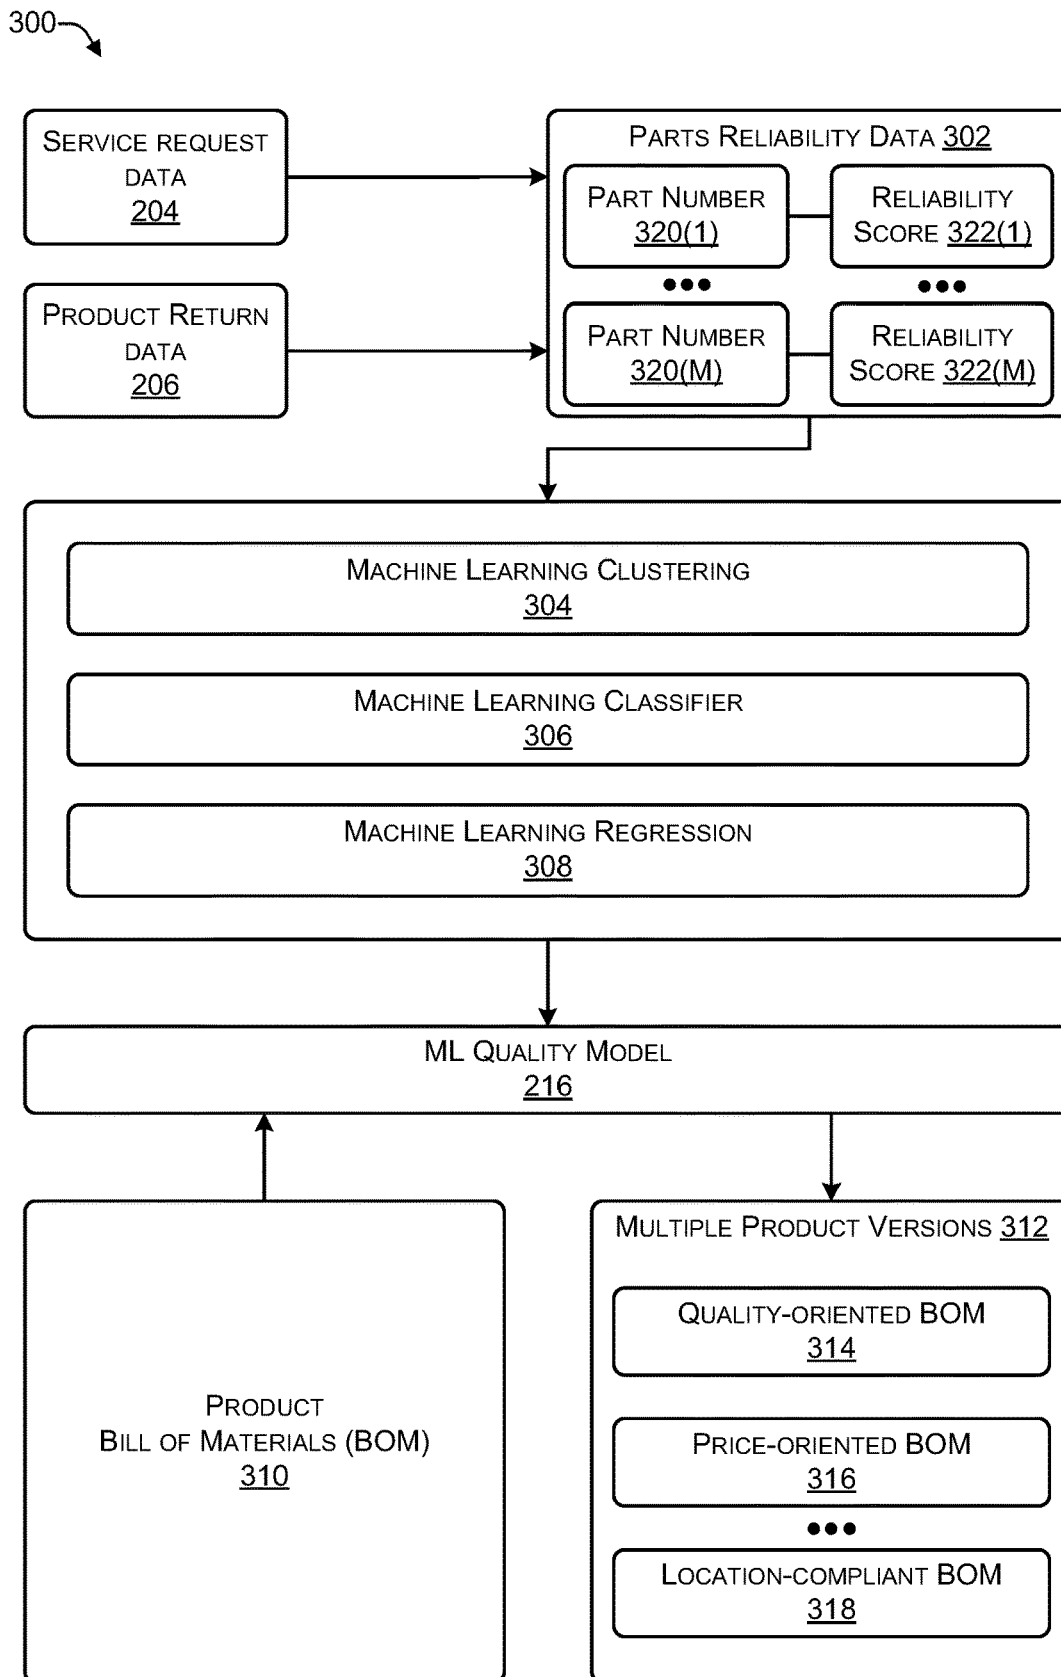 300
SERVICE REQUEST
DATA
204
PRODUCT RETURN
DATA
206
PARTS RELIABILITY DATA 302
PART NUMBER
320(1)
RELIABILITY
SCORE 322(1)
•••
•••
PART NUMBER
320(M)
RELIABILITY
SCORE 322(M)
MACHINE LEARNING CLUSTERING
304
MACHINE LEARNING CLASSIFIER
306
MACHINE LEARNING REGRESSION
308
ML QUALITY MODEL
216
PRODUCT
BILL OF MATERIALS (BOM)
310
MULTIPLE PRODUCT VERSIONS 312
QUALITY-ORIENTED BOM
314
PRICE-ORIENTED BOM
316
•••
LOCATION-COMPLIANT BOM
318